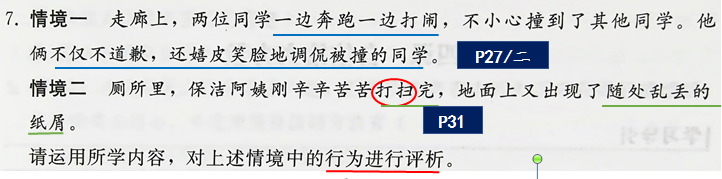 7. 情境一 走廊上，两位同学一边奔跑一边打闹，不小心撞到了其他同学。他
俩不仅不道歉，还嬉皮笑脸地调侃被撞的同学。 P27/二
情境二 厕所里，保洁阿姨刚辛辛苦苦打扫完，地面上又出现了随处乱丢的
纸屑。 P31
请运用所学内容，对上述情境中的行为进行评析。